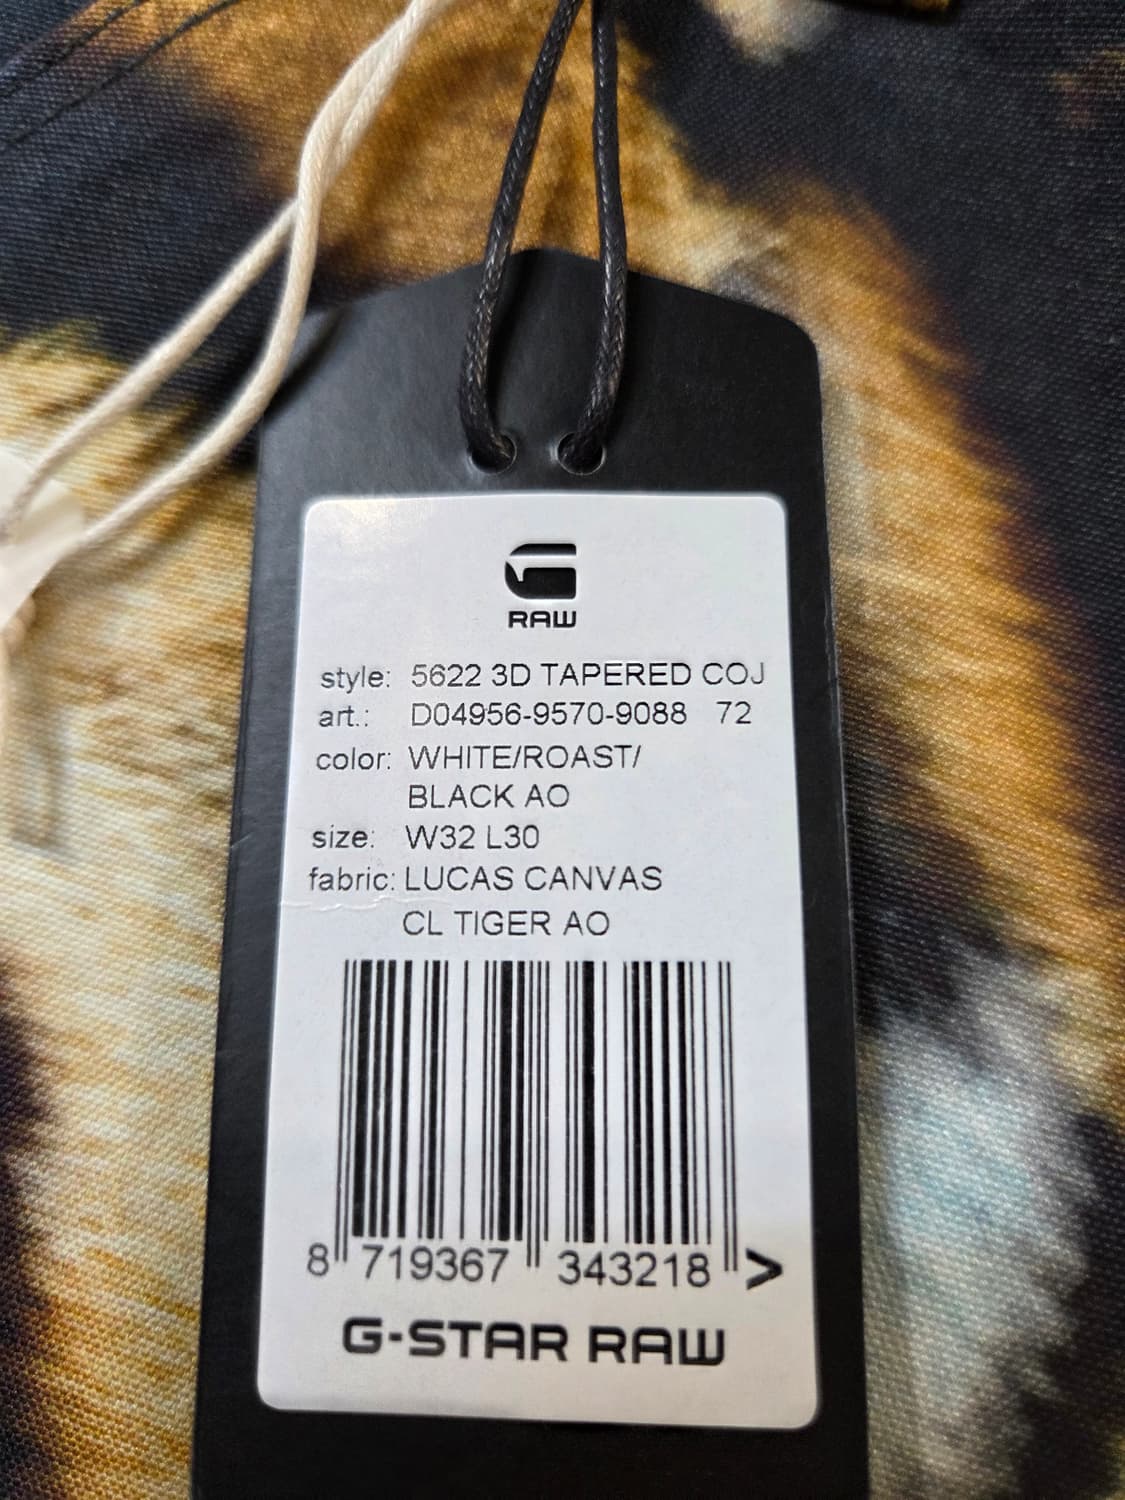 RAW
style: 5622 3D TAPERED COJ
art.: D04956-9570-9088 72
color: WHITE/ROAST/
BLACK AO
size: W32 L30
fabric: LUCAS CANVAS
CL TIGER AO
8 719367 343218 >
G-STAR RAW